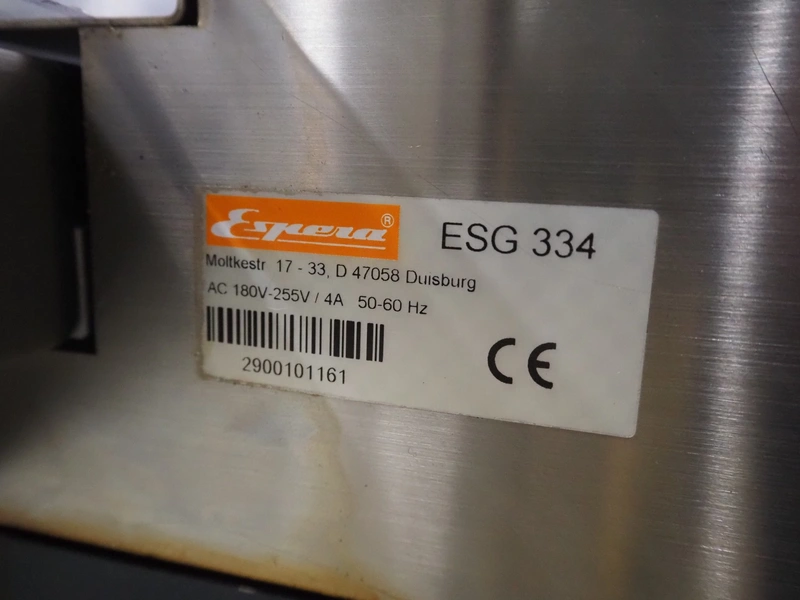 Espera®
ESG 334
Moltkestr 17 - 33, D 47058 Duisburg
AC 180V-255V / 4A 50-60 Hz
2900101161
CE